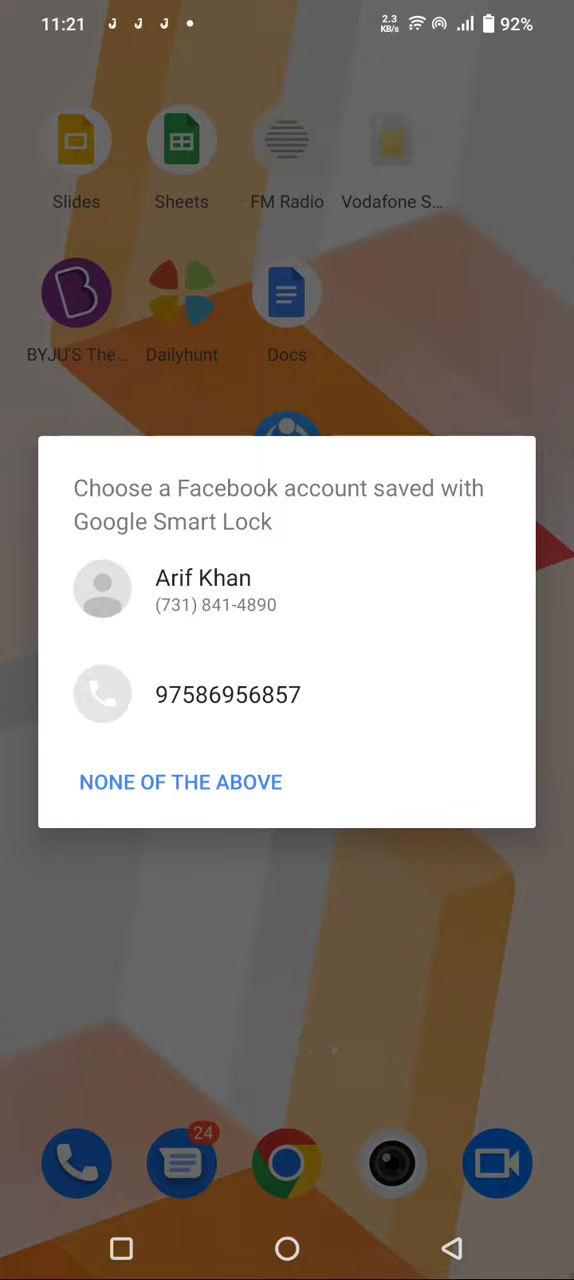 11:21
2.3
KB/s
92%
Slides
Sheets
FM Radio
Vodafone S...
BYJU'S The...
Dailyhunt
Docs
Choose a Facebook account saved with
Google Smart Lock
Arif Khan
(731) 841-4890
97586956857
NONE OF THE ABOVE
24